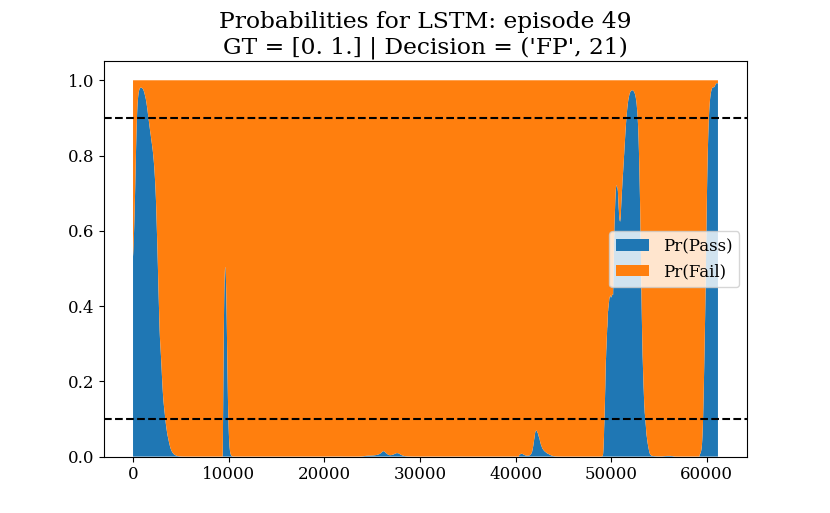 Probabilities for LSTM: episode 49
GT = [0. 1.] | Decision = ('FP', 21)
1.0
0.8
0.6
0.4
0.2
0.0
Pr(Pass)
Pr(Fail)
0 10000 20000 30000 40000 50000 60000